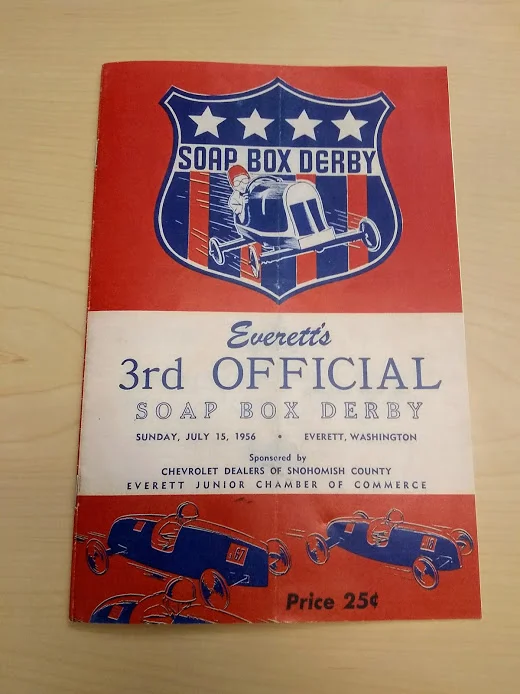 SOAP BOX DERBY
Everett's
3rd OFFICIAL
SOAP BOX DERBY
SUNDAY, JULY 15, 1956 • EVERETT, WASHINGTON
Sponsored by
CHEVROLET DEALERS OF SNOHOMISH COUNTY
EVERETT JUNIOR CHAMBER OF COMMERCE
67
Price 25¢